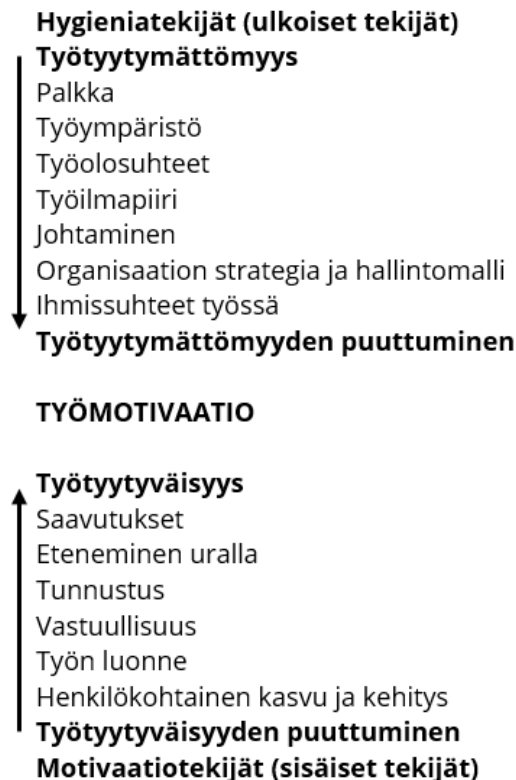 Hygieniatekijät (ulkoiset tekijät)
Työtyytymättömyys
Palkka
Työympäristö
Työolosuhteet
Työilmapiiri
Johtaminen
Organisaation strategia ja hallintomalli
Ihmissuhteet työssä
Työtyytymättömyyden puuttuminen
TYÖMOTIVAATIO
Työtyytyväisyys
Saavutukset
Eteneminen uralla
Tunnustus
Vastuullisuus
Työn luonne
Henkilökohtainen kasvu ja kehitys
Työtyytyväisyyden puuttuminen
Motivaatiotekijät (sisäiset tekijät)